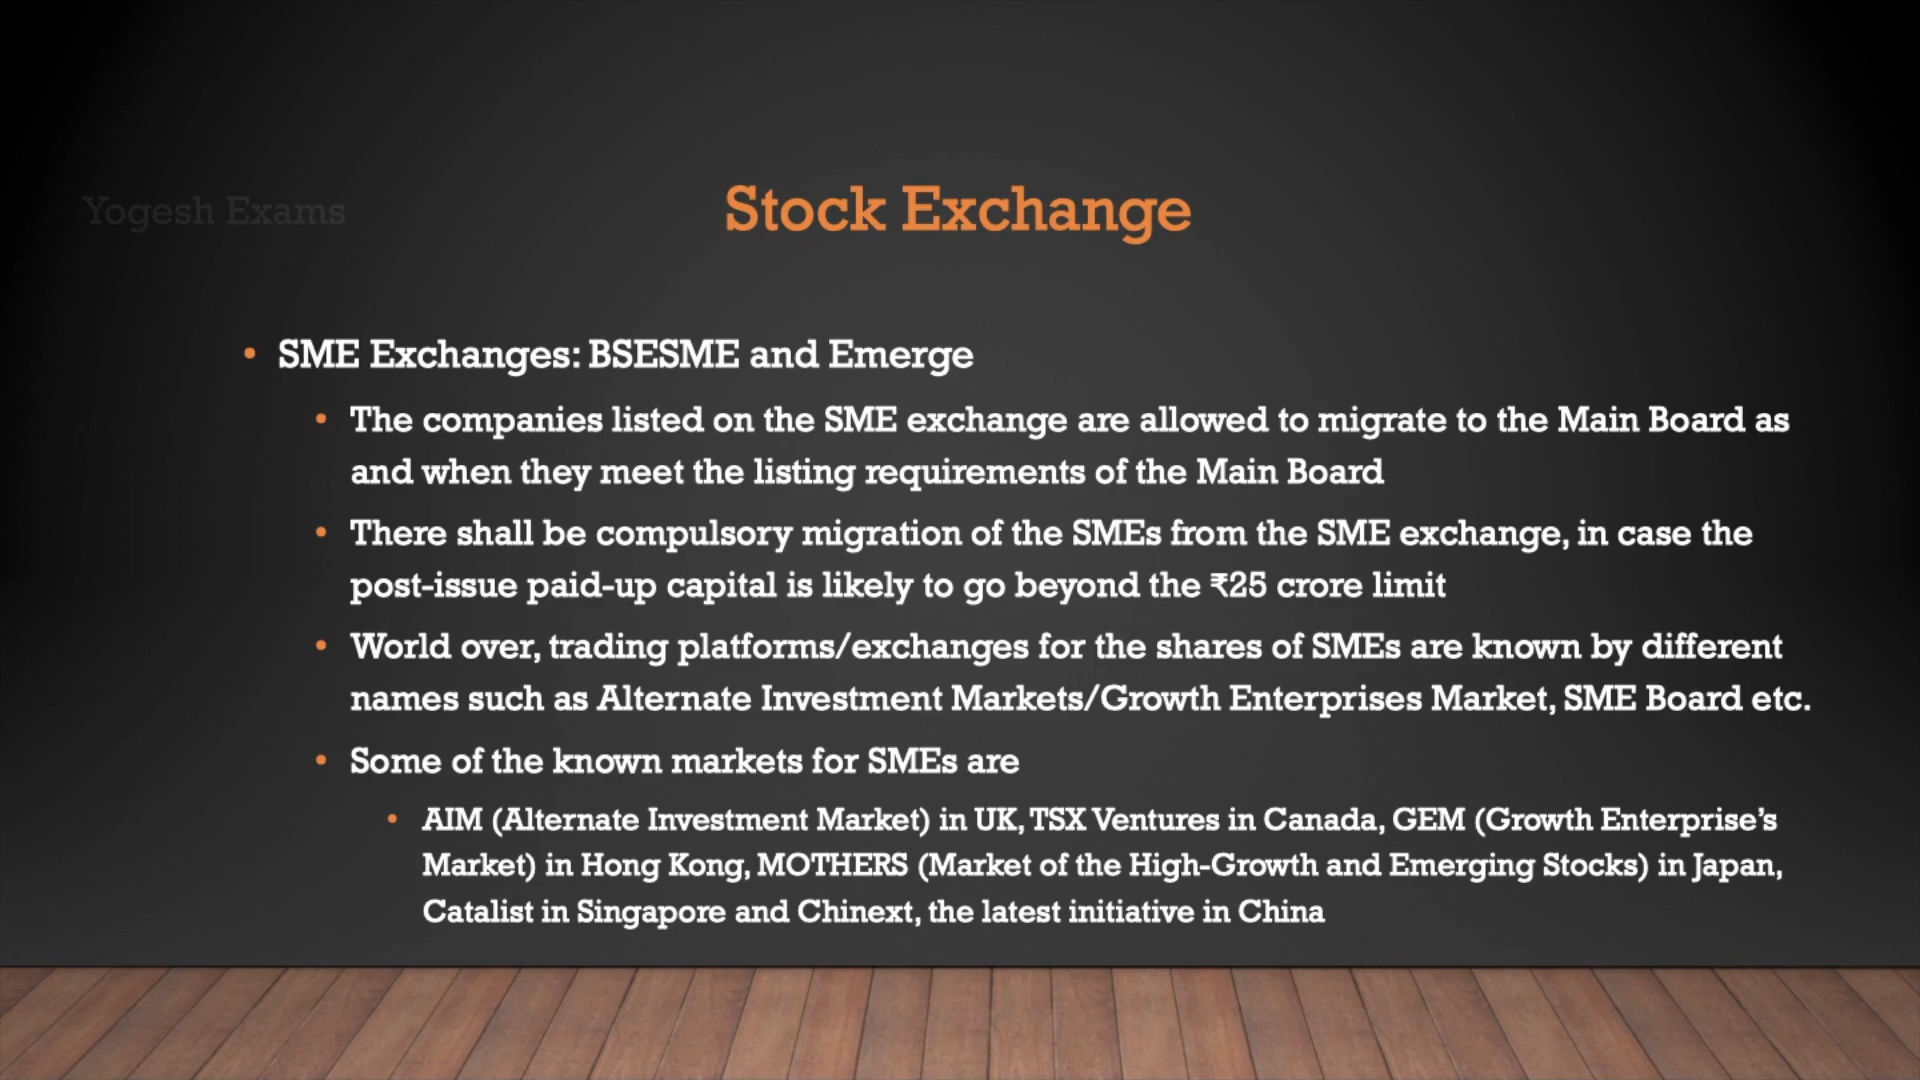 Yogesh Exams
Stock Exchange
• SME Exchanges: BSESME and Emerge
• The companies listed on the SME exchange are allowed to migrate to the Main Board as
and when they meet the listing requirements of the Main Board
• There shall be compulsory migration of the SMEs from the SME exchange, in case the
post-issue paid-up capital is likely to go beyond the ₹25 crore limit
• World over, trading platforms/exchanges for the shares of SMEs are known by different
names such as Alternate Investment Markets/Growth Enterprises Market, SME Board etc.
• Some of the known markets for SMEs are
• AIM (Alternate Investment Market) in UK, TSX Ventures in Canada, GEM (Growth Enterprise’s
Market) in Hong Kong, MOTHERS (Market of the High-Growth and Emerging Stocks) in Japan,
Catalist in Singapore and Chinext, the latest initiative in China